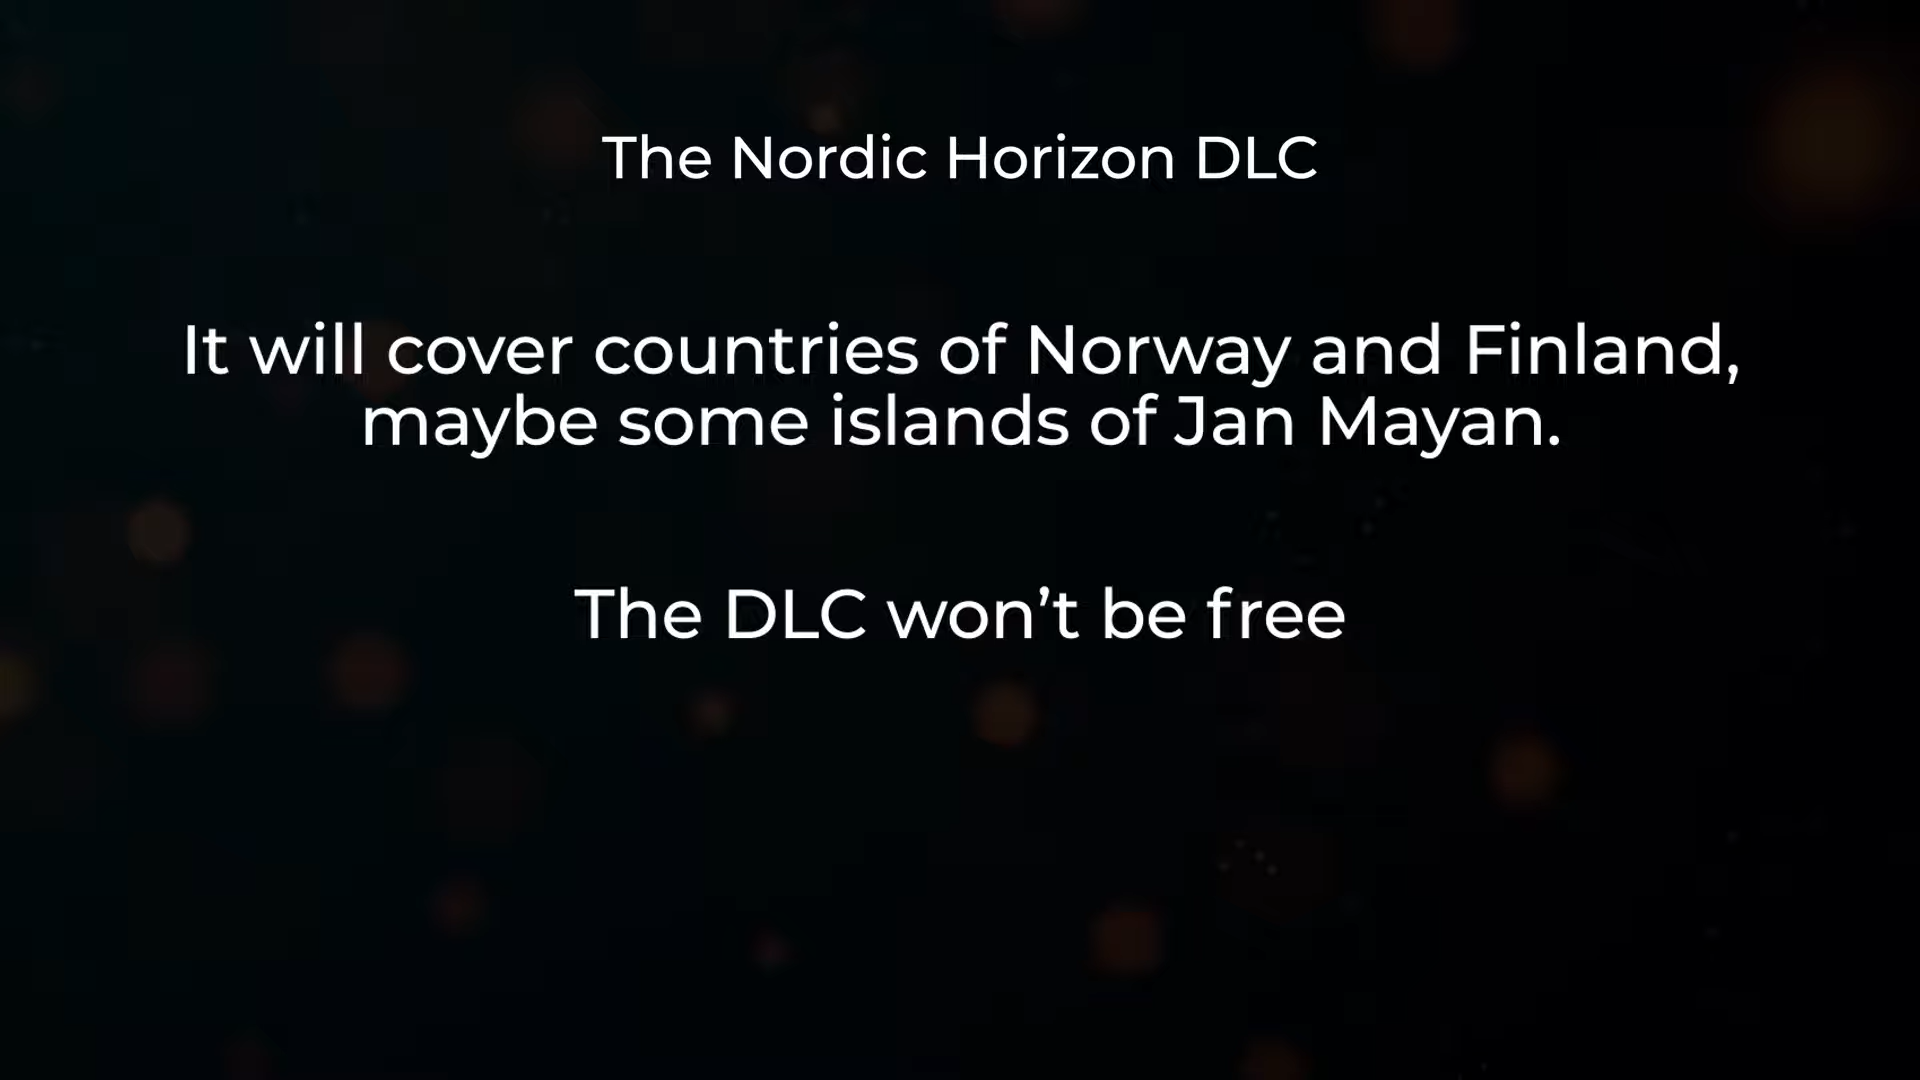 The Nordic Horizon DLC
It will cover countries of Norway and Finland,
maybe some islands of Jan Mayan.
The DLC won’t be free